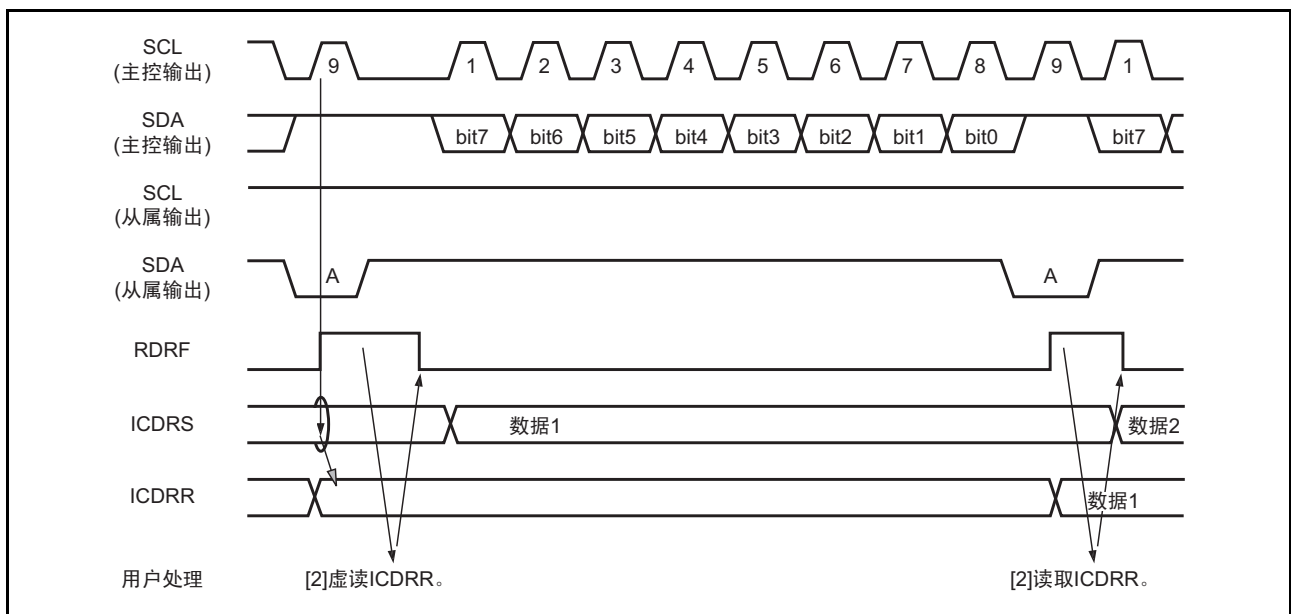 SCL
(主控输出)
9
1
2
3
4
5
6
7
8
9
1
SDA
(主控输出)
bit7
bit6
bit5
bit4
bit3
bit2
bit1
bit0
bit7
SCL
(从属输出)
SDA
(从属输出)
A
A
RDRF
ICDRS
数据1
数据2
ICDRR
数据1
用户处理
[2]虚读ICDRR。
[2]读取ICDRR。